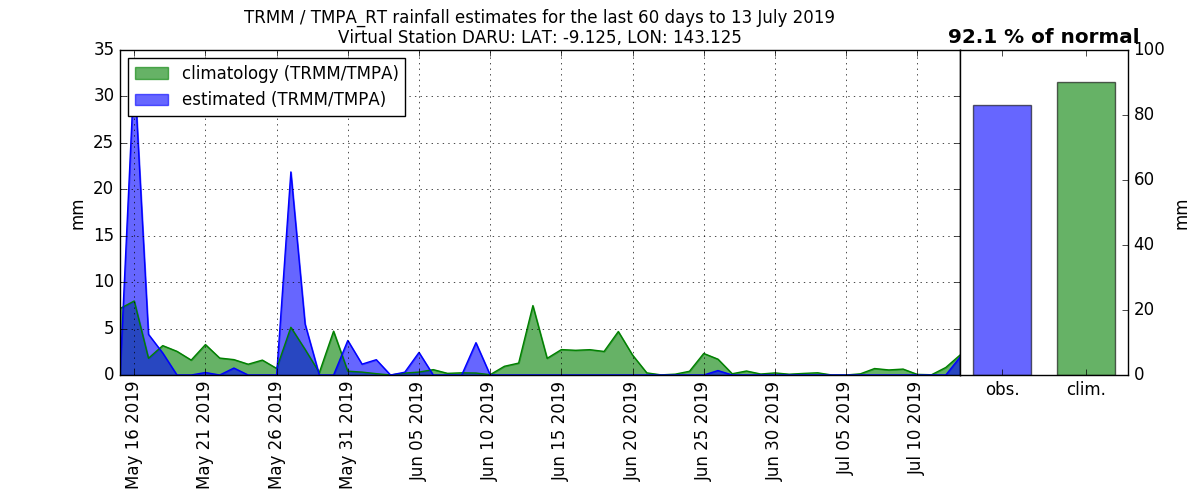 TRMM / TMPA_RT rainfall estimates for the last 60 days to 13 July 2019
Virtual Station DARU: LAT: -9.125, LON: 143.125
92.1 % of normal
climatology (TRMM/TMPA)
estimated (TRMM/TMPA)
35
30
25
20
15
10
5
0
mm
May 16 2019
May 21 2019
May 26 2019
May 31 2019
Jun 05 2019
Jun 10 2019
Jun 15 2019
Jun 20 2019
Jun 25 2019
Jun 30 2019
Jul 05 2019
Jul 10 2019
100
80
60
40
20
0
mm
obs.
clim.